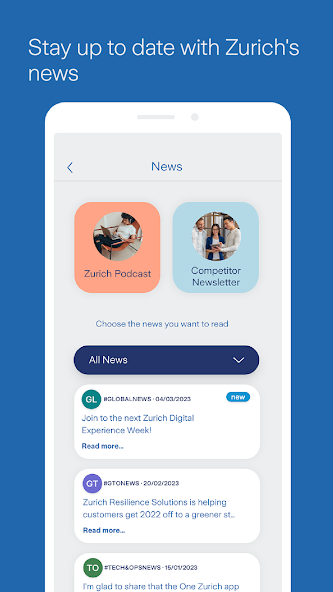 Stay up to date with Zurich's
news
News
Zurich Podcast
Competitor
Newsletter
Choose the news you want to read
All News
GL #GLOBALNEWS · 04/03/2023 new
Join to the next Zurich Digital
Experience Week!
Read more...
GT #GTONEWS · 20/02/2023
Zurich Resilience Solutions is helping
customers get 2022 off to a greener st...
Read more...
TO #TECH&OPSNEWS · 15/01/2023
I'm glad to share that the One Zurich app